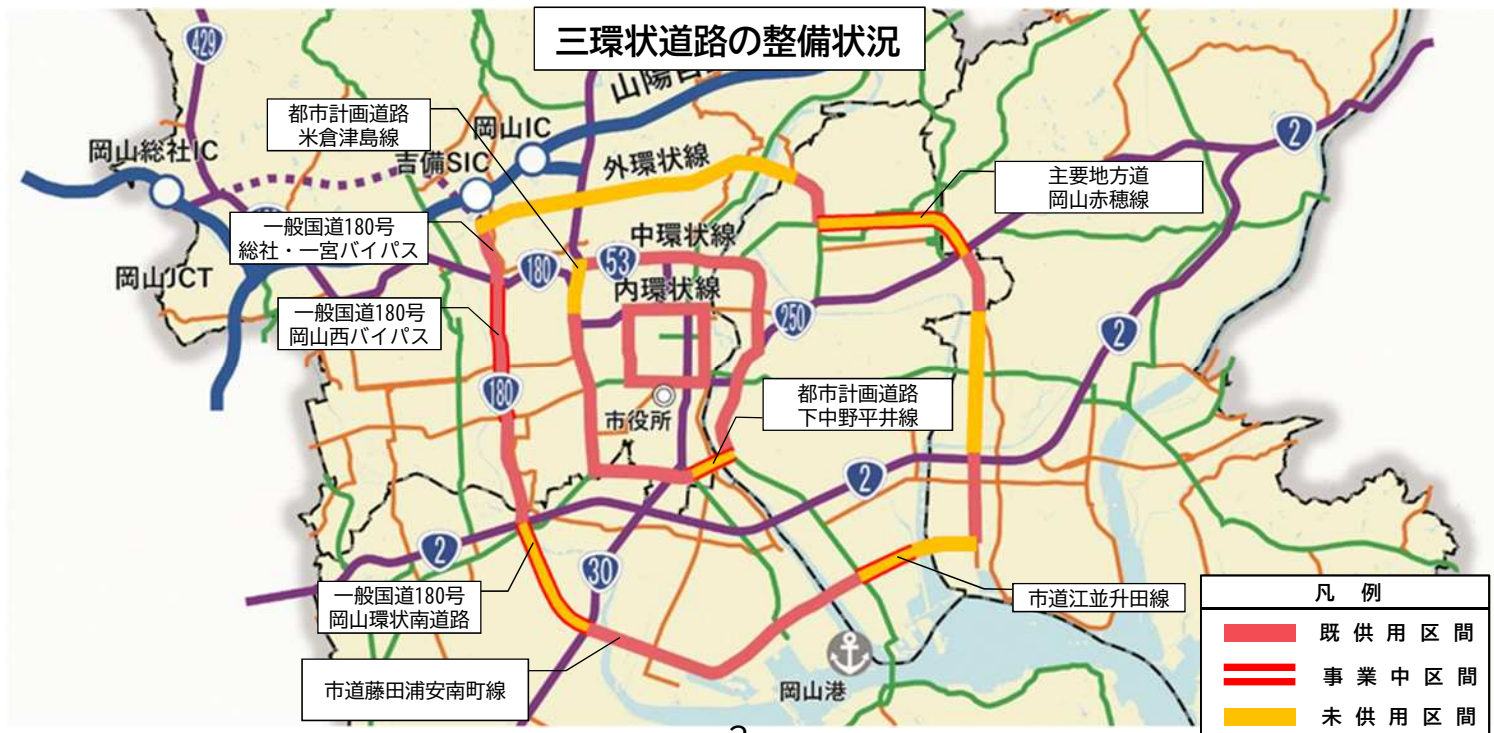 三環状道路の整備状況
429
山陽自
都市計画道路
米倉津島線
岡山IC
2
岡山総社IC
吉備SIC
外環状線
主要地方道
岡山赤穂線
一般国道180号
総社・一宮バイパス
中環状線
岡山JCT
180
53
内環状線
一般国道180号
岡山西バイパス
250
2
180
都市計画道路
下中野平井線
市役所
2
2
30
一般国道180号
岡山環状南道路
市道江並升田線
市道藤田浦安南町線
岡山港
凡 例
既供用区間
事業中区間
未供用区間